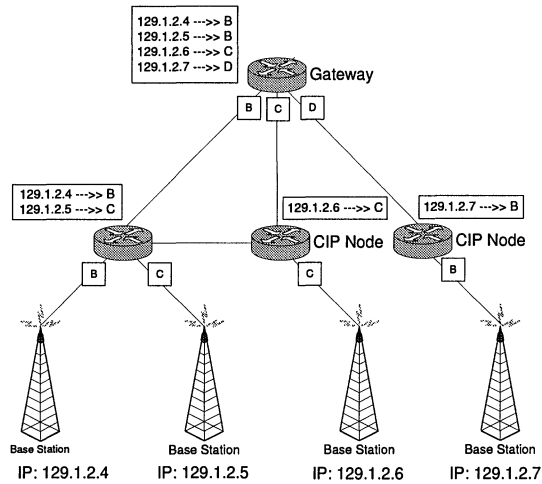 129.1.2.4 --->> B
129.1.2.5 --->> B
129.1.2.6 --->> C
129.1.2.7 --->> D
Gateway
B
C
D
129.1.2.4 --->> B
129.1.2.5 --->> C
129.1.2.6 --->> C
129.1.2.7 --->> B
CIP Node
CIP Node
B
C
C
B
Base Station
Base Station
Base Station
Base Station
IP: 129.1.2.4
IP: 129.1.2.5
IP: 129.1.2.6
IP: 129.1.2.7